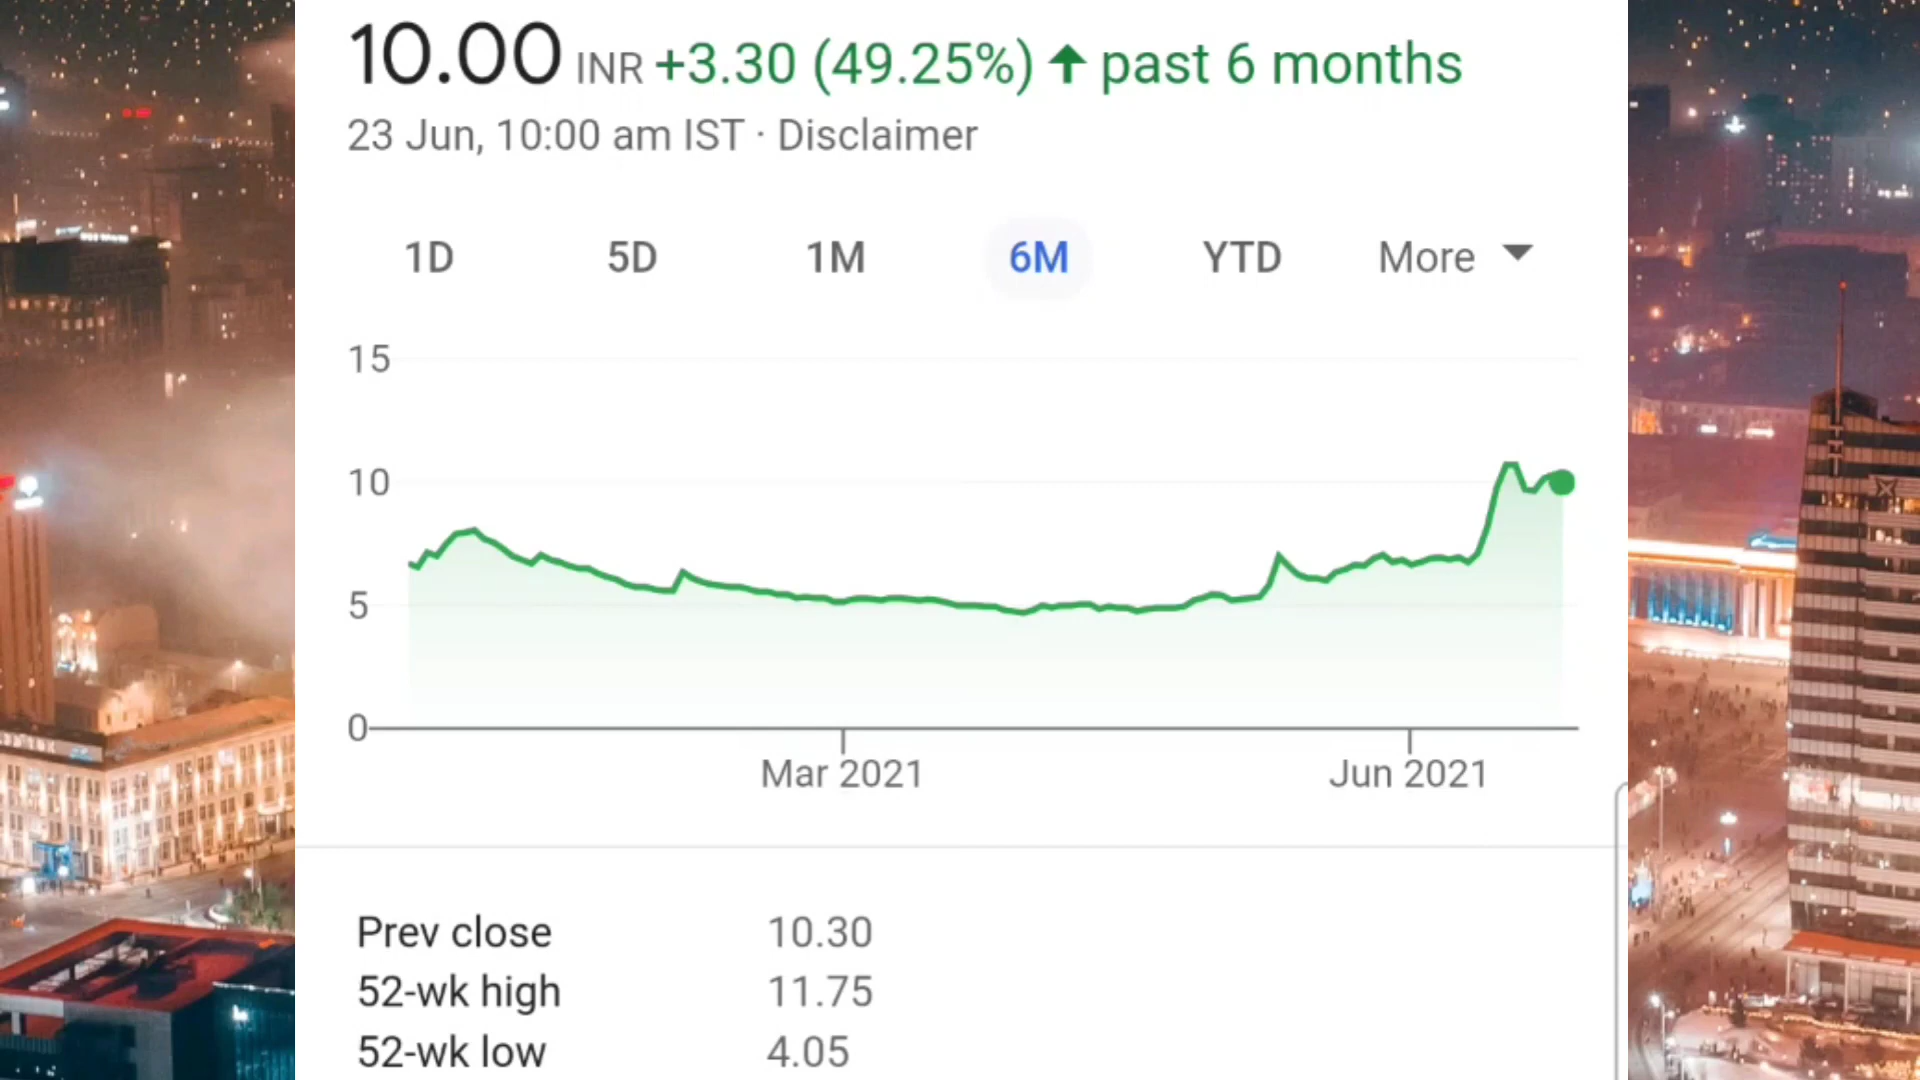 10.00 INR +3.30 (49.25%) ↑ past 6 months
23 Jun, 10:00 am IST · Disclaimer
1D 5D 1M 6M YTD More
15
10
5
0
Mar 2021 Jun 2021
Prev close 10.30
52-wk high 11.75
52-wk low 4.05